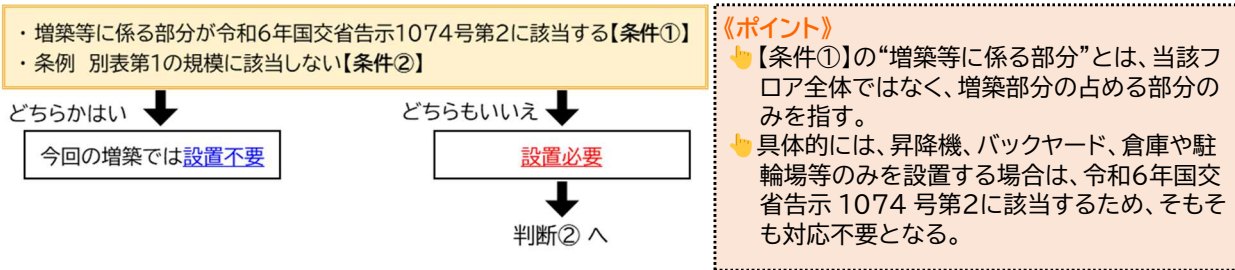 ・増築等に係る部分が令和6年国交省告示1074号第2に該当する【条件①】
・条例 別表第1の規模に該当しない【条件②】
どちらかはい
どちらもいいえ
今回の増築では設置不要
設置必要
判断② へ
《ポイント》
【条件①】の“増築等に係る部分”とは、当該フ
ロア全体ではなく、増築部分の占める部分の
みを指す。
具体的には、昇降機、バックヤード、倉庫や駐
輪場等のみを設置する場合は、令和6年国交
省告示 1074 号第2に該当するため、そもそ
も対応不要となる。